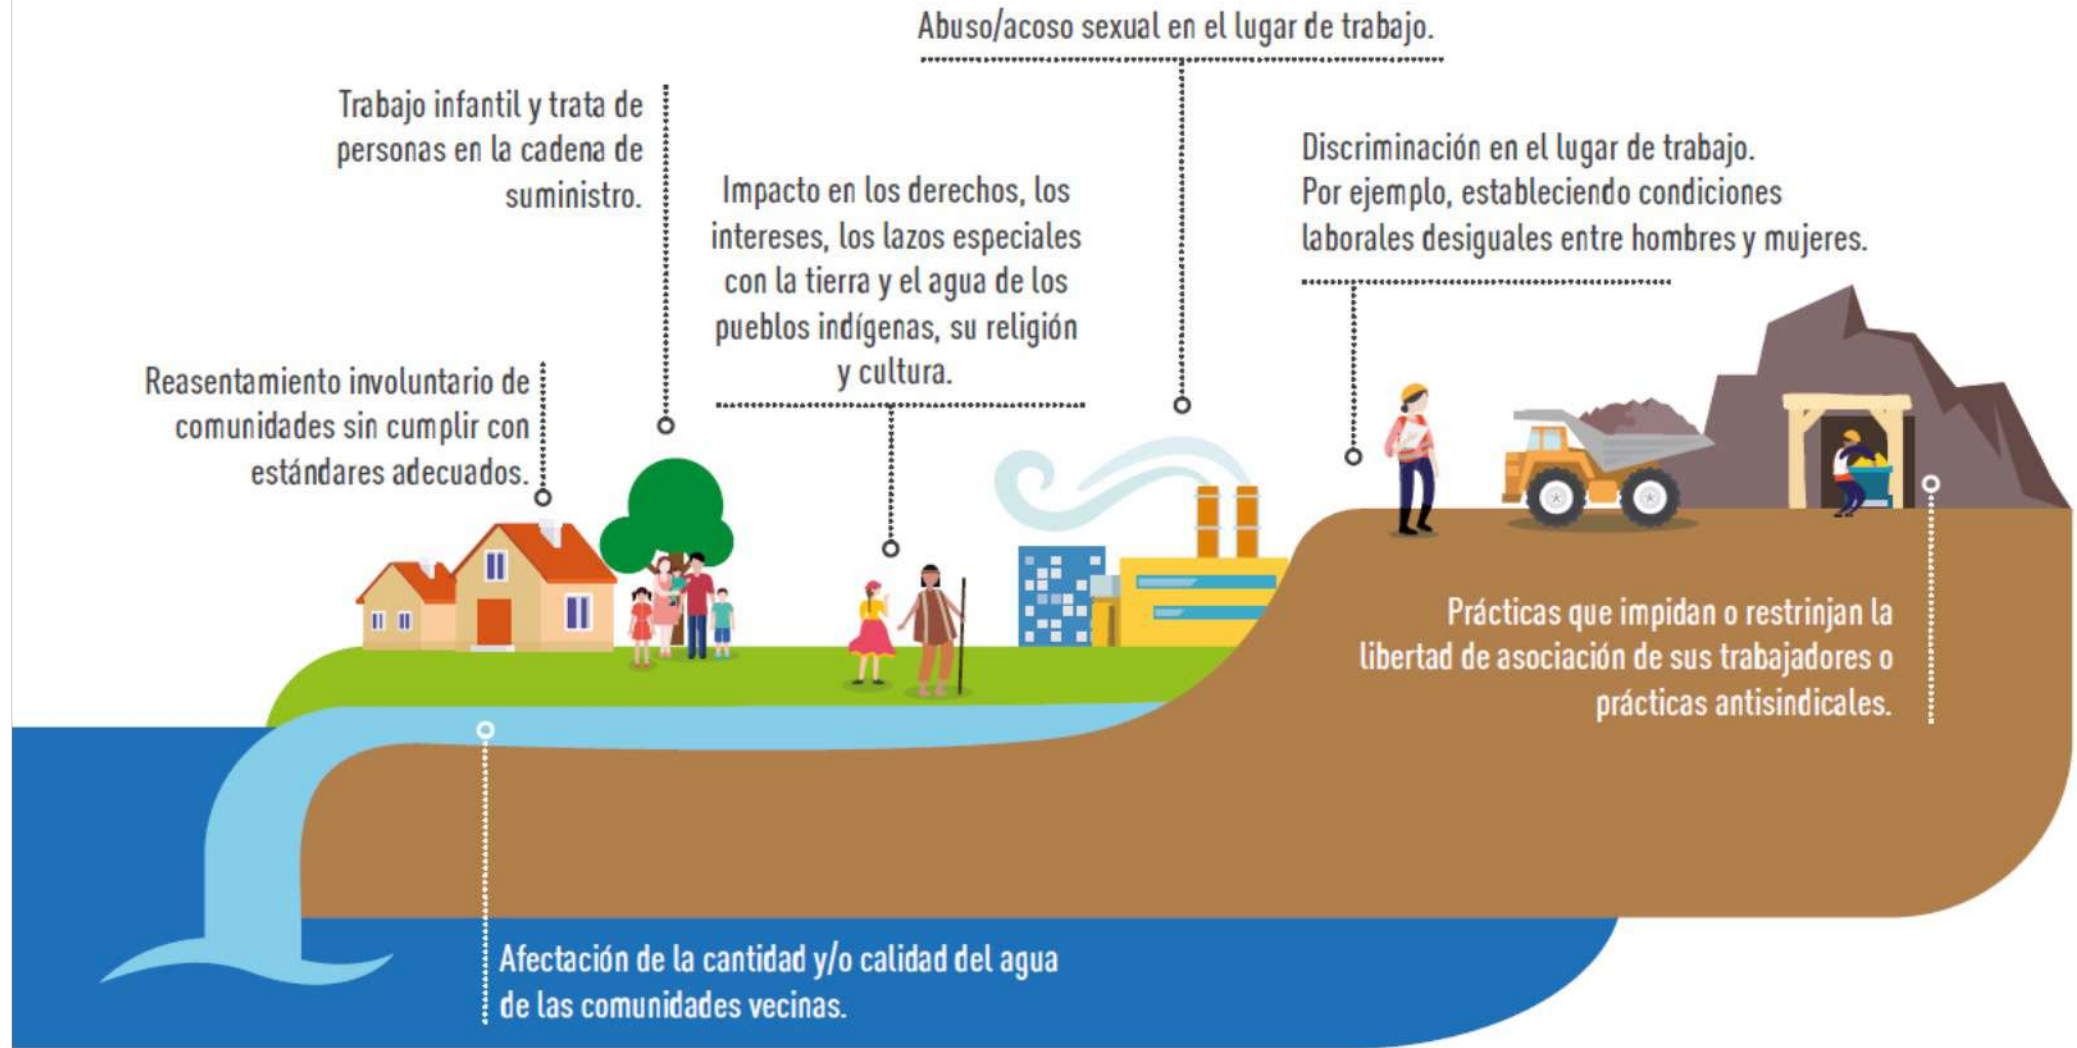 Abuso/acoso sexual en el lugar de trabajo.
Trabajo infantil y trata de
personas en la cadena de
suministro.
Discriminación en el lugar de trabajo.
Por ejemplo, estableciendo condiciones
laborales desiguales entre hombres y mujeres.
Impacto en los derechos, los
intereses, los lazos especiales
con la tierra y el agua de los
pueblos indígenas, su religión
y cultura.
Reasentamiento involuntario de
comunidades sin cumplir con
estándares adecuados.
Prácticas que impidan o restrinjan la
libertad de asociación de sus trabajadores o
prácticas antisindicales.
Afectación de la cantidad y/o calidad del agua
de las comunidades vecinas.